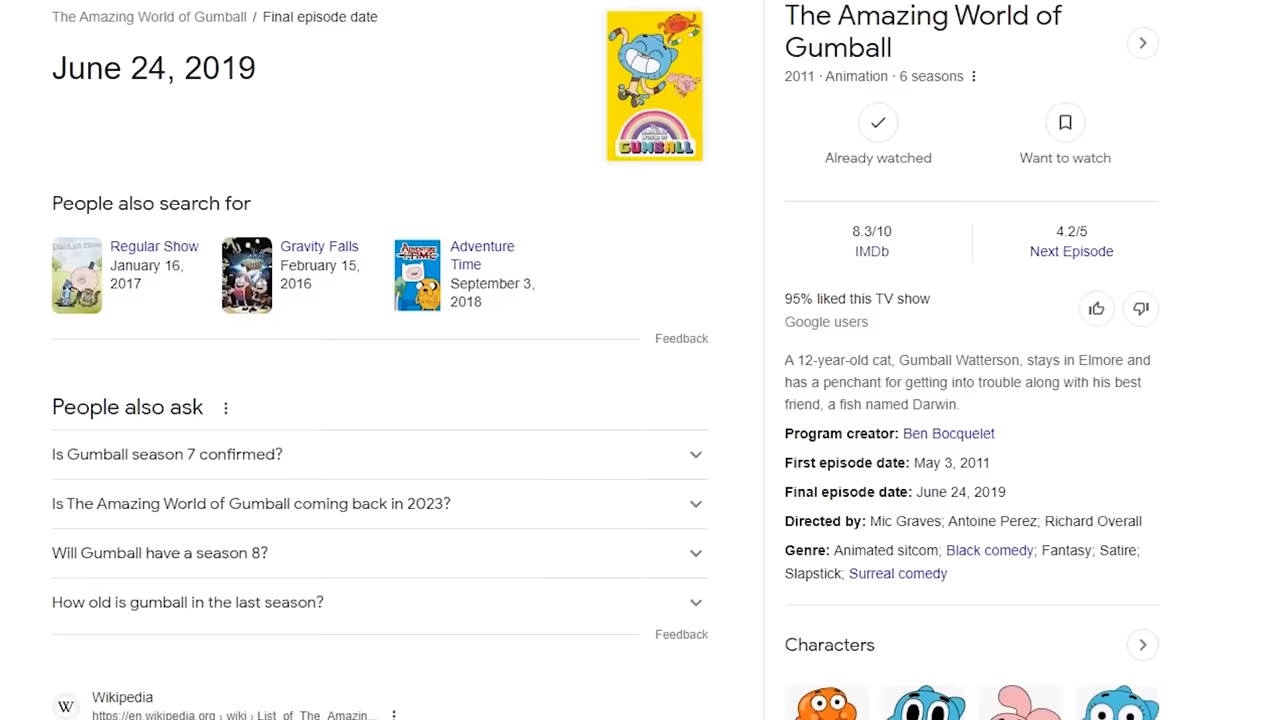 The Amazing World of Gumball / Final episode date
June 24, 2019
GUMBALL
People also search for
Regular Show
January 16,
2017
Gravity Falls
February 15,
2016
ADVENTURE
TIME
Adventure
Time
September 3,
2018
Feedback
People also ask
Is Gumball season 7 confirmed?
Is The Amazing World of Gumball coming back in 2023?
Will Gumball have a season 8?
How old is gumball in the last season?
Feedback
W
Wikipedia
https://en.wikipedia.org › wiki › List_of_The_Amazin...
The Amazing World of
Gumball
2011 · Animation · 6 seasons
Already watched
Want to watch
8.3/10
IMDb
4.2/5
Next Episode
95% liked this TV show
Google users
A 12-year-old cat, Gumball Watterson, stays in Elmore and
has a penchant for getting into trouble along with his best
friend, a fish named Darwin.
Program creator: Ben Bocquelet
First episode date: May 3, 2011
Final episode date: June 24, 2019
Directed by: Mic Graves; Antoine Perez; Richard Overall
Genre: Animated sitcom; Black comedy; Fantasy; Satire;
Slapstick; Surreal comedy
Characters